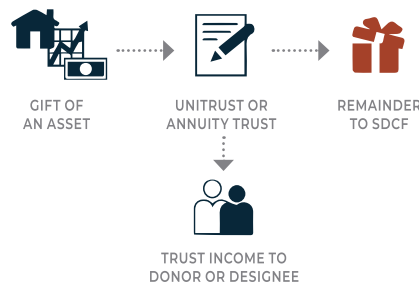 GIFT OF
AN ASSET
UNITRUST OR
ANNUITY TRUST
REMAINDER
TO SDCF
TRUST INCOME TO
DONOR OR DESIGNEE